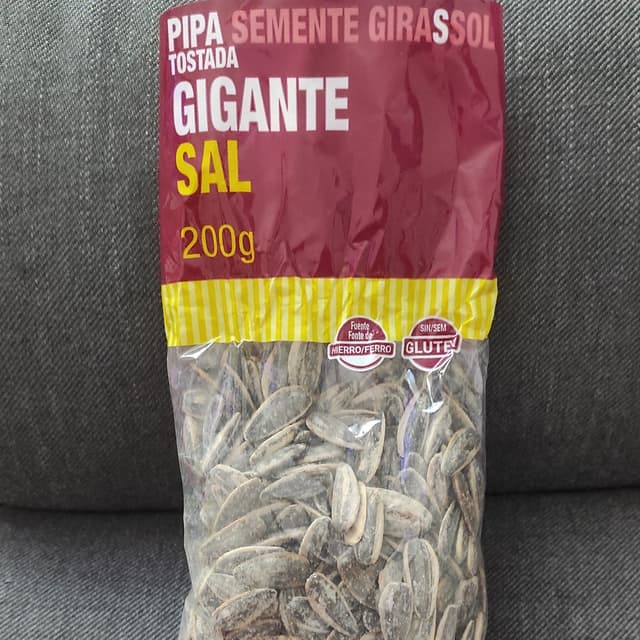 PIPA SEMENTE GIRASSOL
TOSTADA
GIGANTE
SAL
200g
Fuente
Fonte de
HIERRO/FERRO
SIN/SEM
GLUTEN